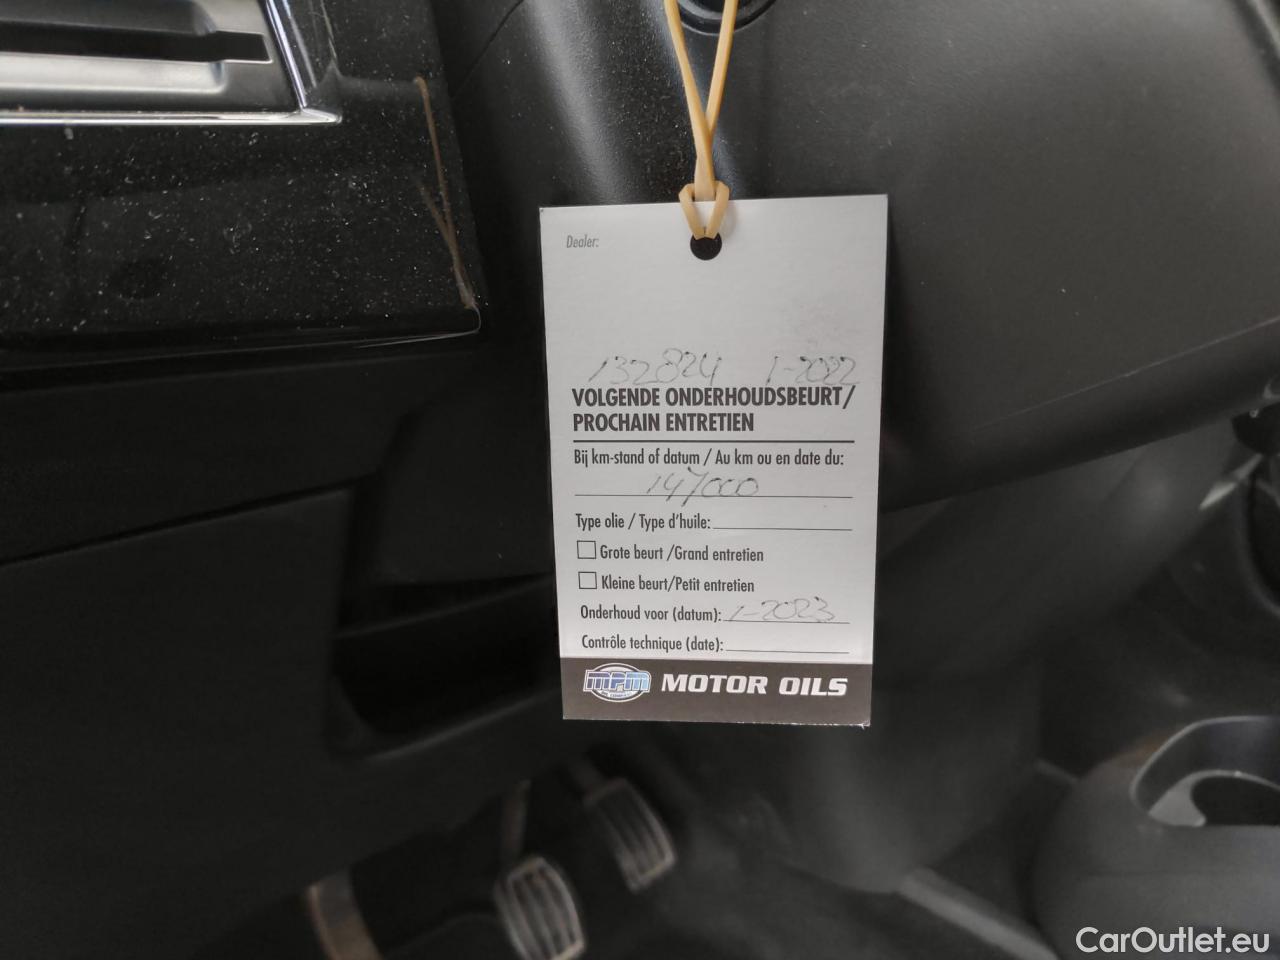 Dealer:
132824 1-2022
VOLGENDE ONDERHOUDSBEURT/
PROCHAIN ENTRETIEN
Bij km-stand of datum / Au km ou en date du:
147000
Type olie / Type d'huile:
Grote beurt /Grand entretien
Kleine beurt/Petit entretien
Onderhoud voor (datum): 1-2023
Contrôle technique (date):
MPM MOTOR OILS
CarOutlet.eu